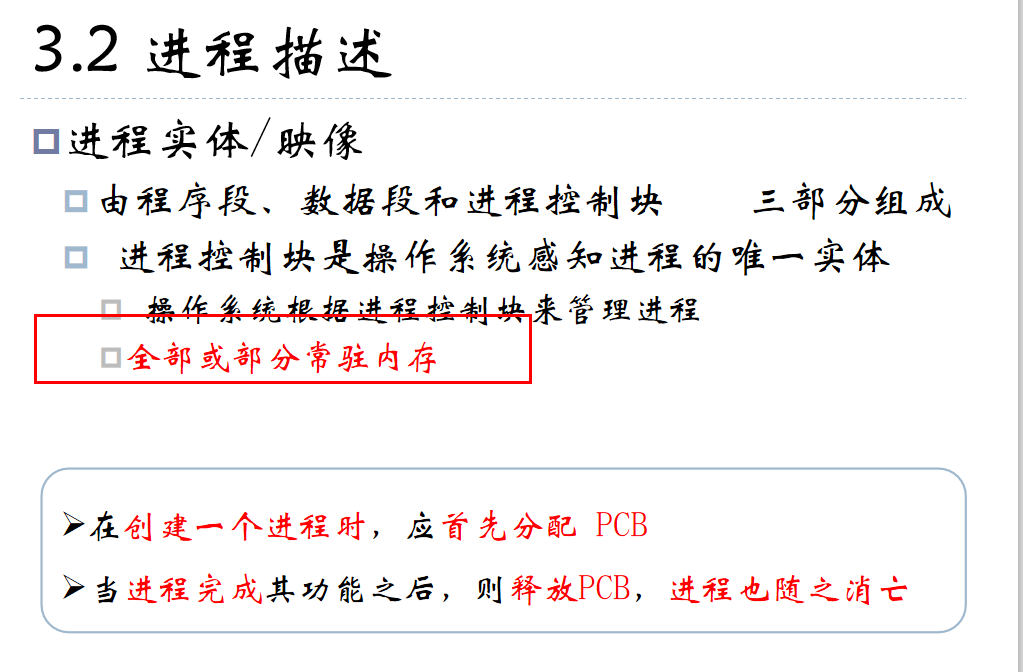 3.2 进程描述
进程实体/映像
由程序段、数据段和进程控制块 三部分组成
进程控制块是操作系统感知进程的唯一实体
操作系统根据进程控制块来管理进程
全部或部分常驻内存
在创建一个进程时，应首先分配 PCB
当进程完成其功能之后，则释放PCB，进程也随之消亡